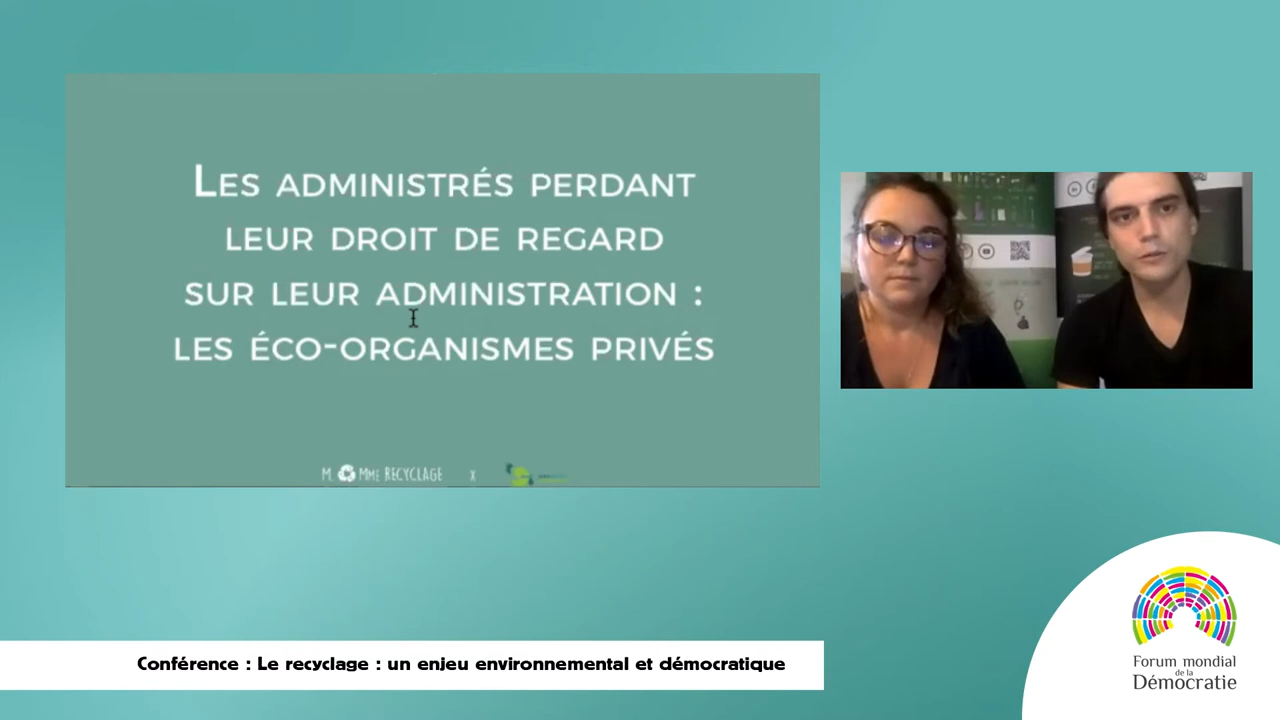 Les administrés perdant
leur droit de regard
sur leur administration :
les éco-organismes privés
M. Mme Recyclage x
Conférence : Le recyclage : un enjeu environnemental et démocratique
Forum mondial
de la
Démocratie